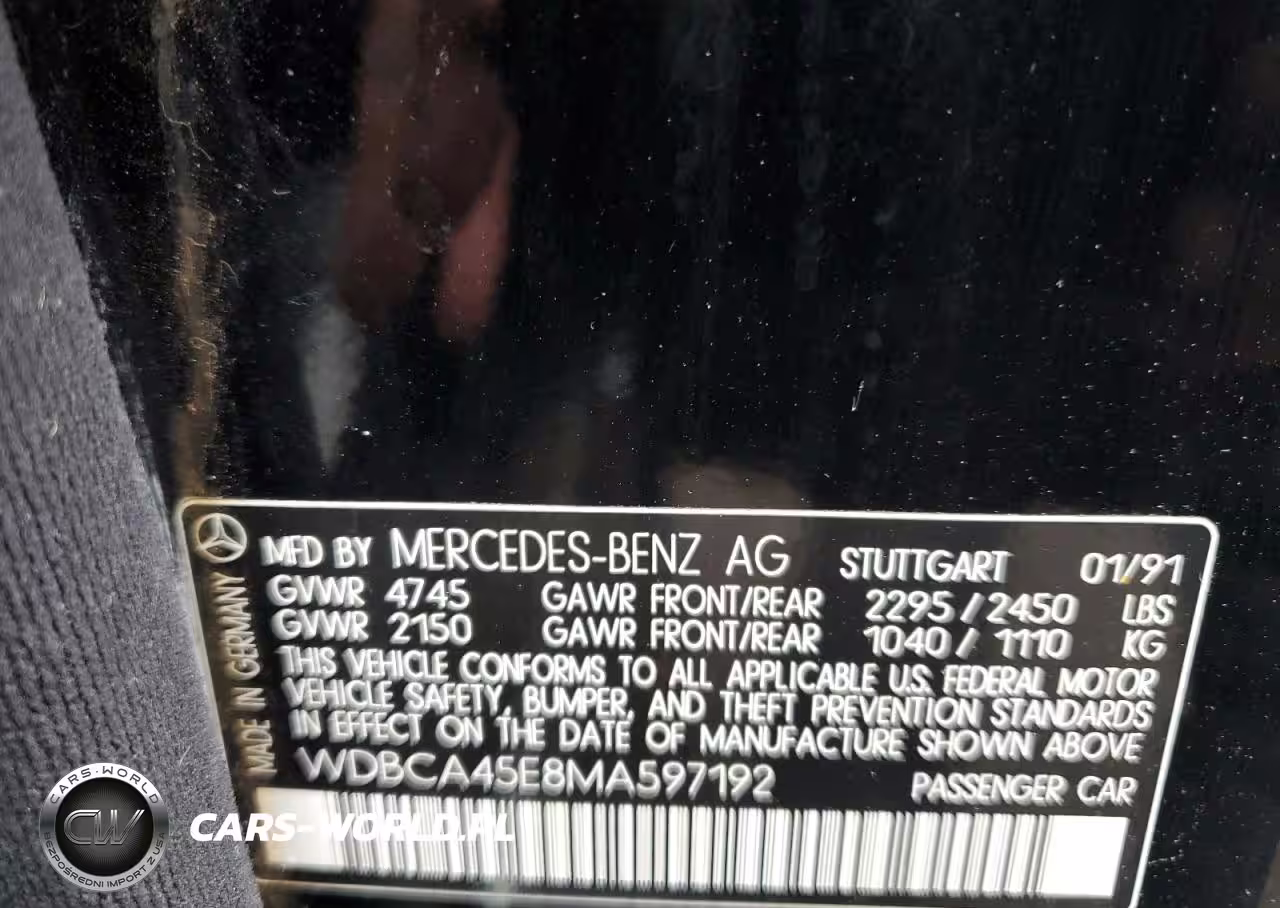 MFD BY MERCEDES-BENZ AG STUTTGART 01/91
GVWR 4745 GAWR FRONT/REAR 2295/2450 LBS
GVWR 2150 GAWR FRONT/REAR 1040/1110 KG
THIS VEHICLE CONFORMS TO ALL APPLICABLE U.S. FEDERAL MOTOR
VEHICLE SAFETY, BUMPER, AND THEFT PREVENTION STANDARDS
IN EFFECT ON THE DATE OF MANUFACTURE SHOWN ABOVE
WDBCA45E8MA597192 PASSENGER CAR
MADE IN GERMANY
CARS-WORLD
CW
BEZPOŚREDNI IMPORT Z USA
CARS-WORLD.PL